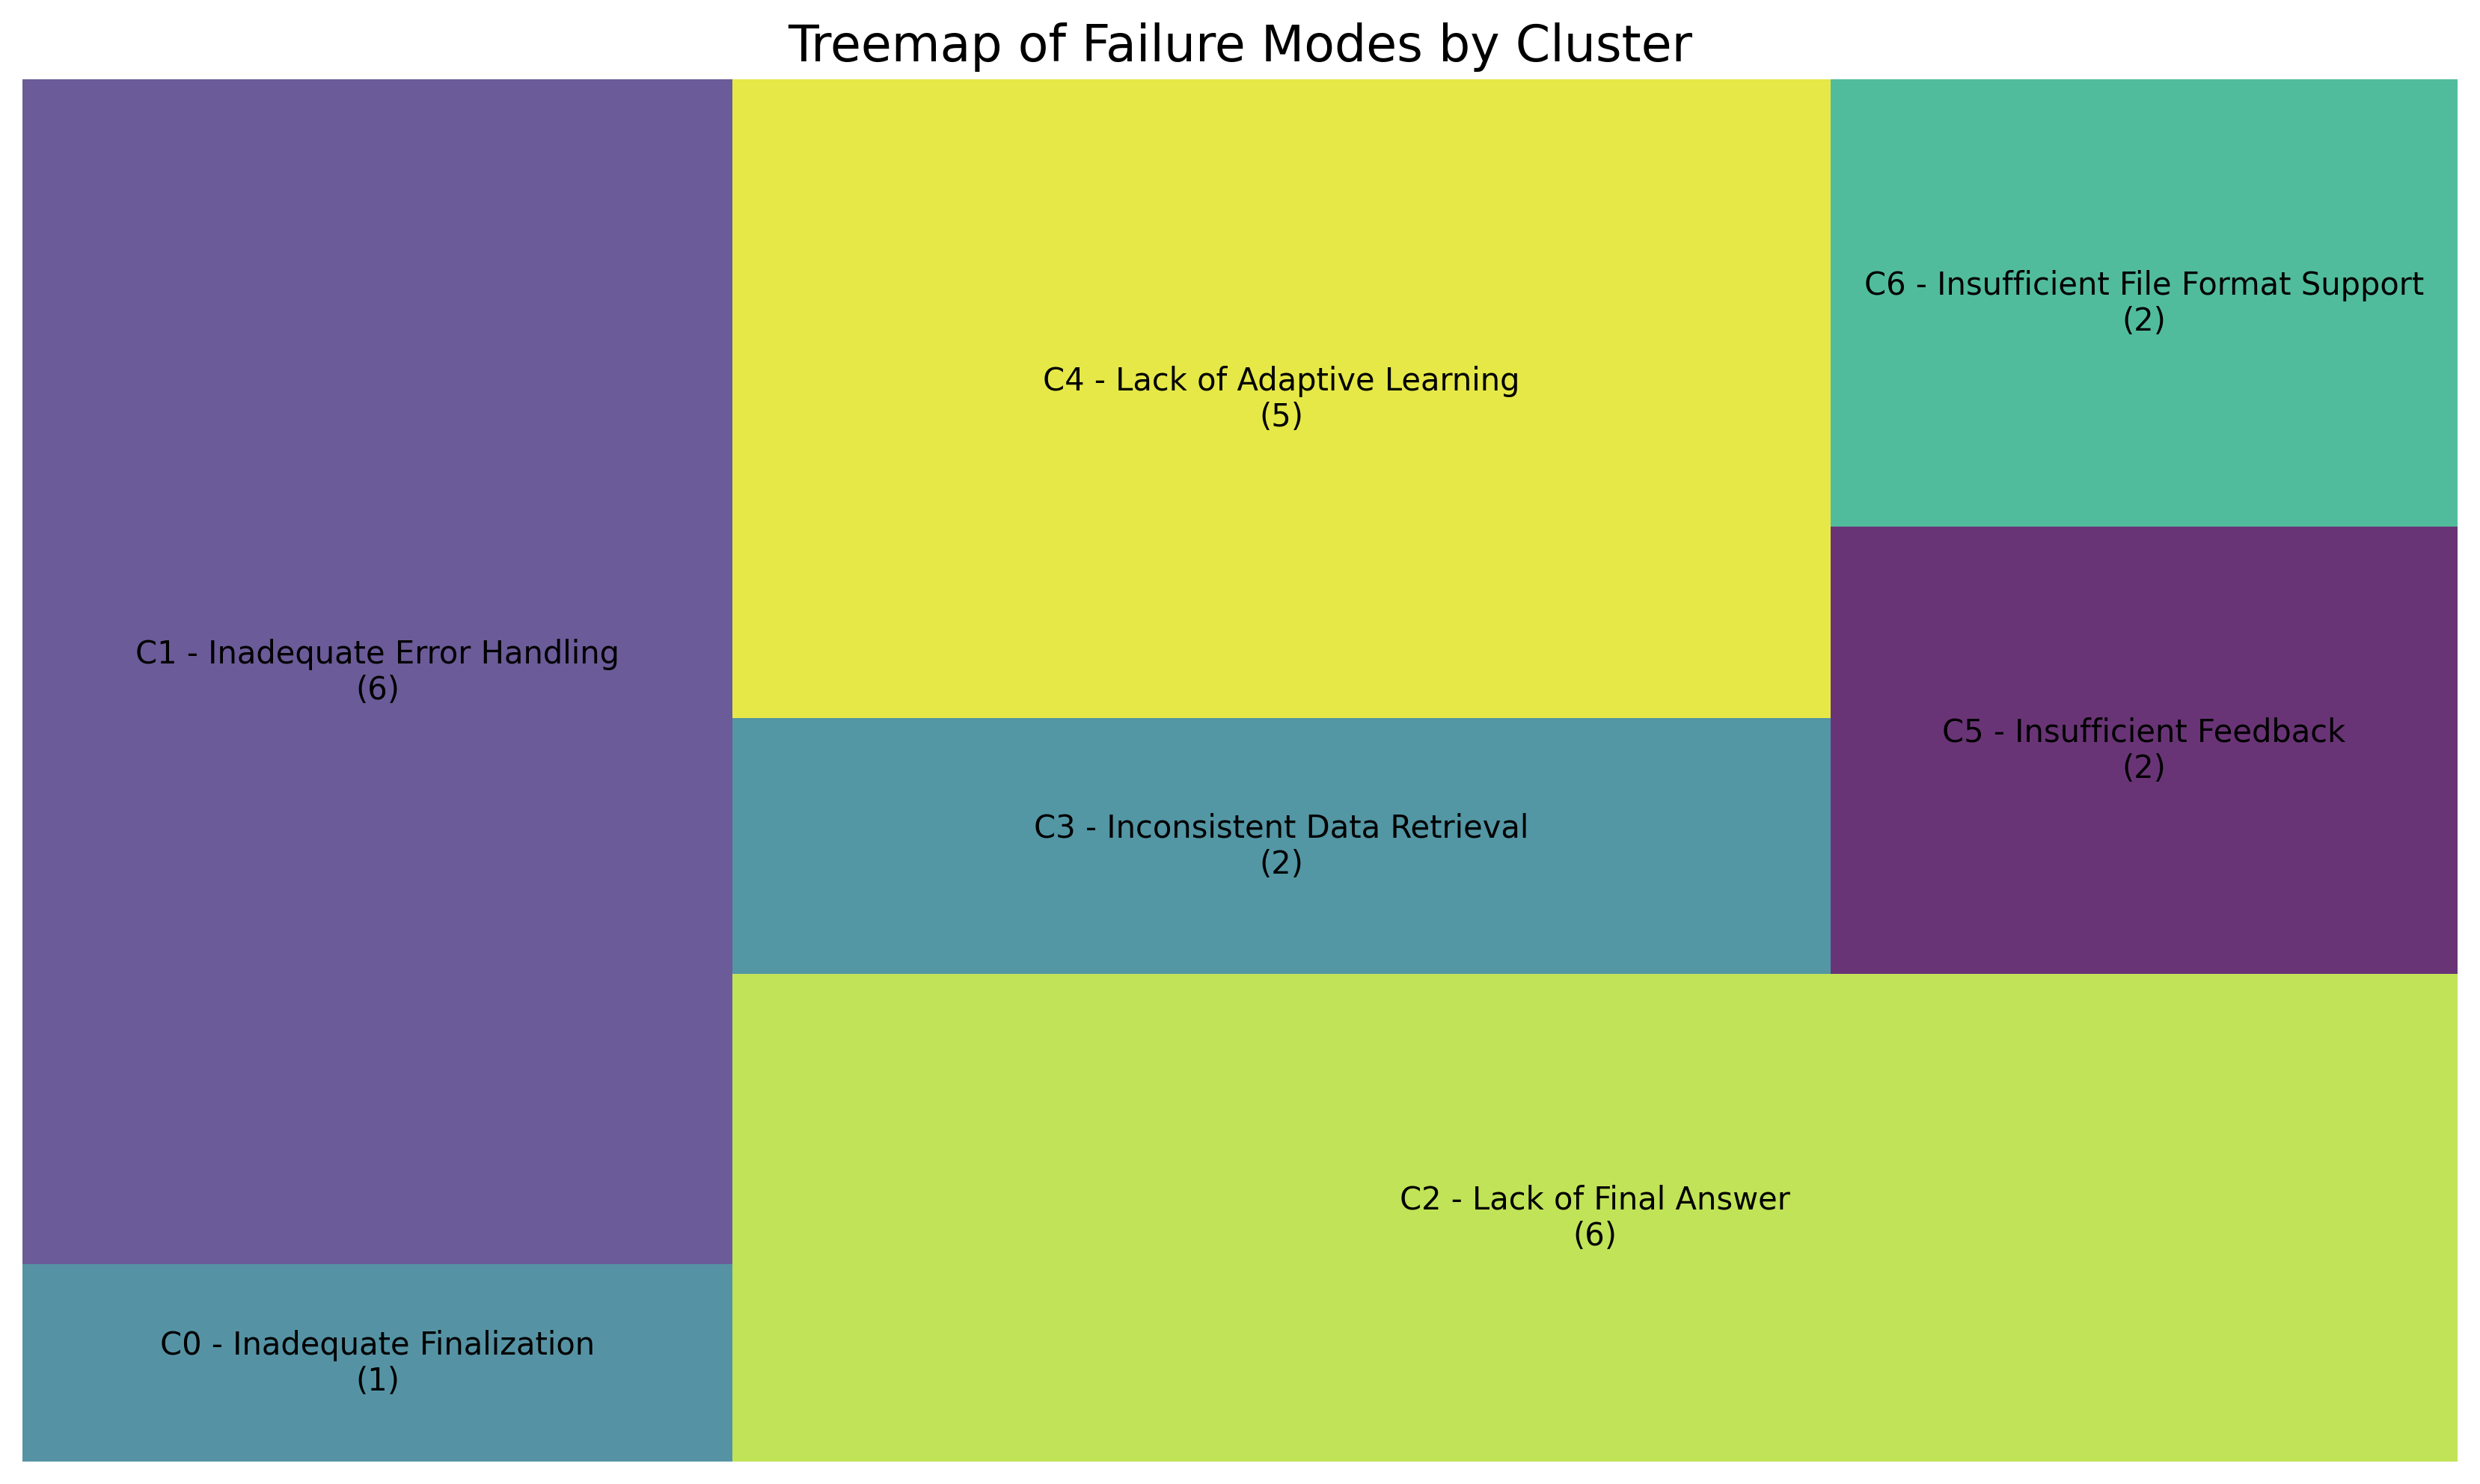 Treemap of Failure Modes by Cluster
C1 - Inadequate Error Handling
(6)
C0 - Inadequate Finalization
(1)
C4 - Lack of Adaptive Learning
(5)
C3 - Inconsistent Data Retrieval
(2)
C2 - Lack of Final Answer
(6)
C6 - Insufficient File Format Support
(2)
C5 - Insufficient Feedback
(2)